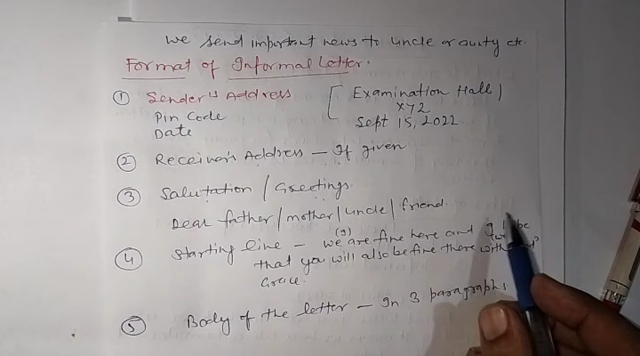 We send important news to uncle or aunty etc.
Format of Informal Letter.
① Sender's Address [ Examination Hall,
Pin Code XYZ
Date Sept 15, 2022
② Receiver's Address – If given
③ Salutation / Greetings
Dear father / mother / uncle / friend.
④ Starting line – we are fine here and I
(I)
that you will also be fine there with
Grace.
⑤ Body of the letter – In 3 paragraphs